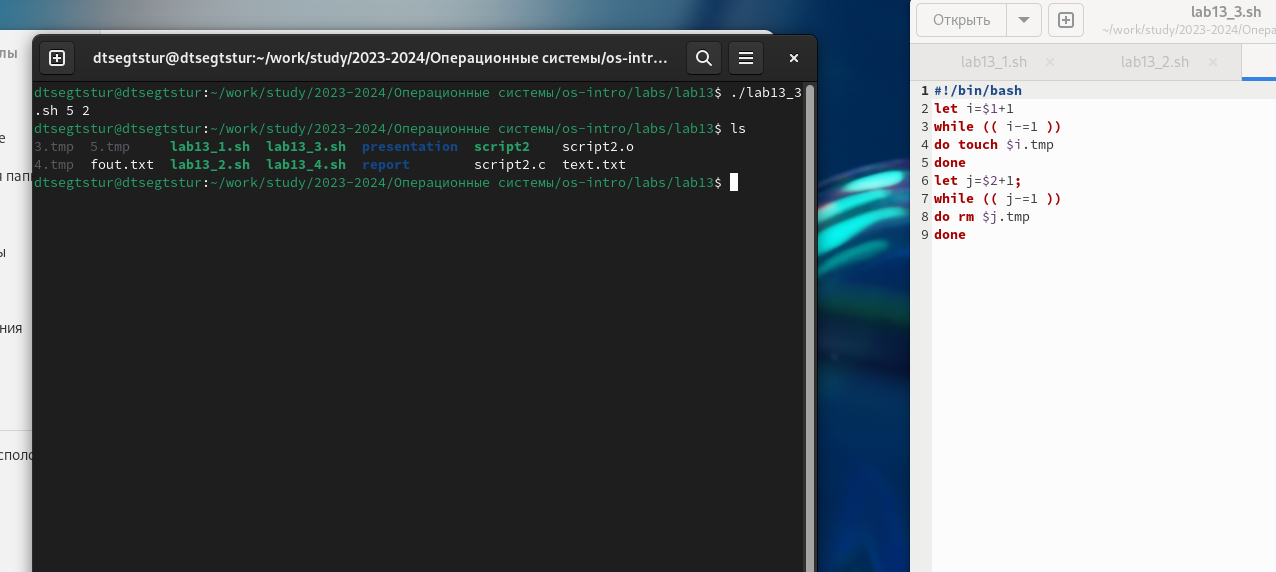 лы
е
я
ы
ния
dtsegtstur@dtsegtstur:~/work/study/2023-2024/Операционные системы/os-intr...
dtsegtstur@dtsegtstur:~/work/study/2023-2024/Операционные системы/os-intro/labs/lab13$ ./lab13_3
.sh 5 2
dtsegtstur@dtsegtstur:~/work/study/2023-2024/Операционные системы/os-intro/labs/lab13$ ls
3.tmp 5.tmp lab13_1.sh lab13_3.sh presentation script2 script2.o
4.tmp fout.txt lab13_2.sh lab13_4.sh report script2.c text.txt
dtsegtstur@dtsegtstur:~/work/study/2023-2024/Операционные системы/os-intro/labs/lab13$
Открыть
lab13_3.sh
~/work/study/2023-2024/Опера
lab13_1.sh × lab13_2.sh ×
1 #!/bin/bash
2 let i=$1+1
3 while (( i-=1 ))
4 do touch $i.tmp
5 done
6 let j=$2+1;
7 while (( j-=1 ))
8 do rm $j.tmp
9 done